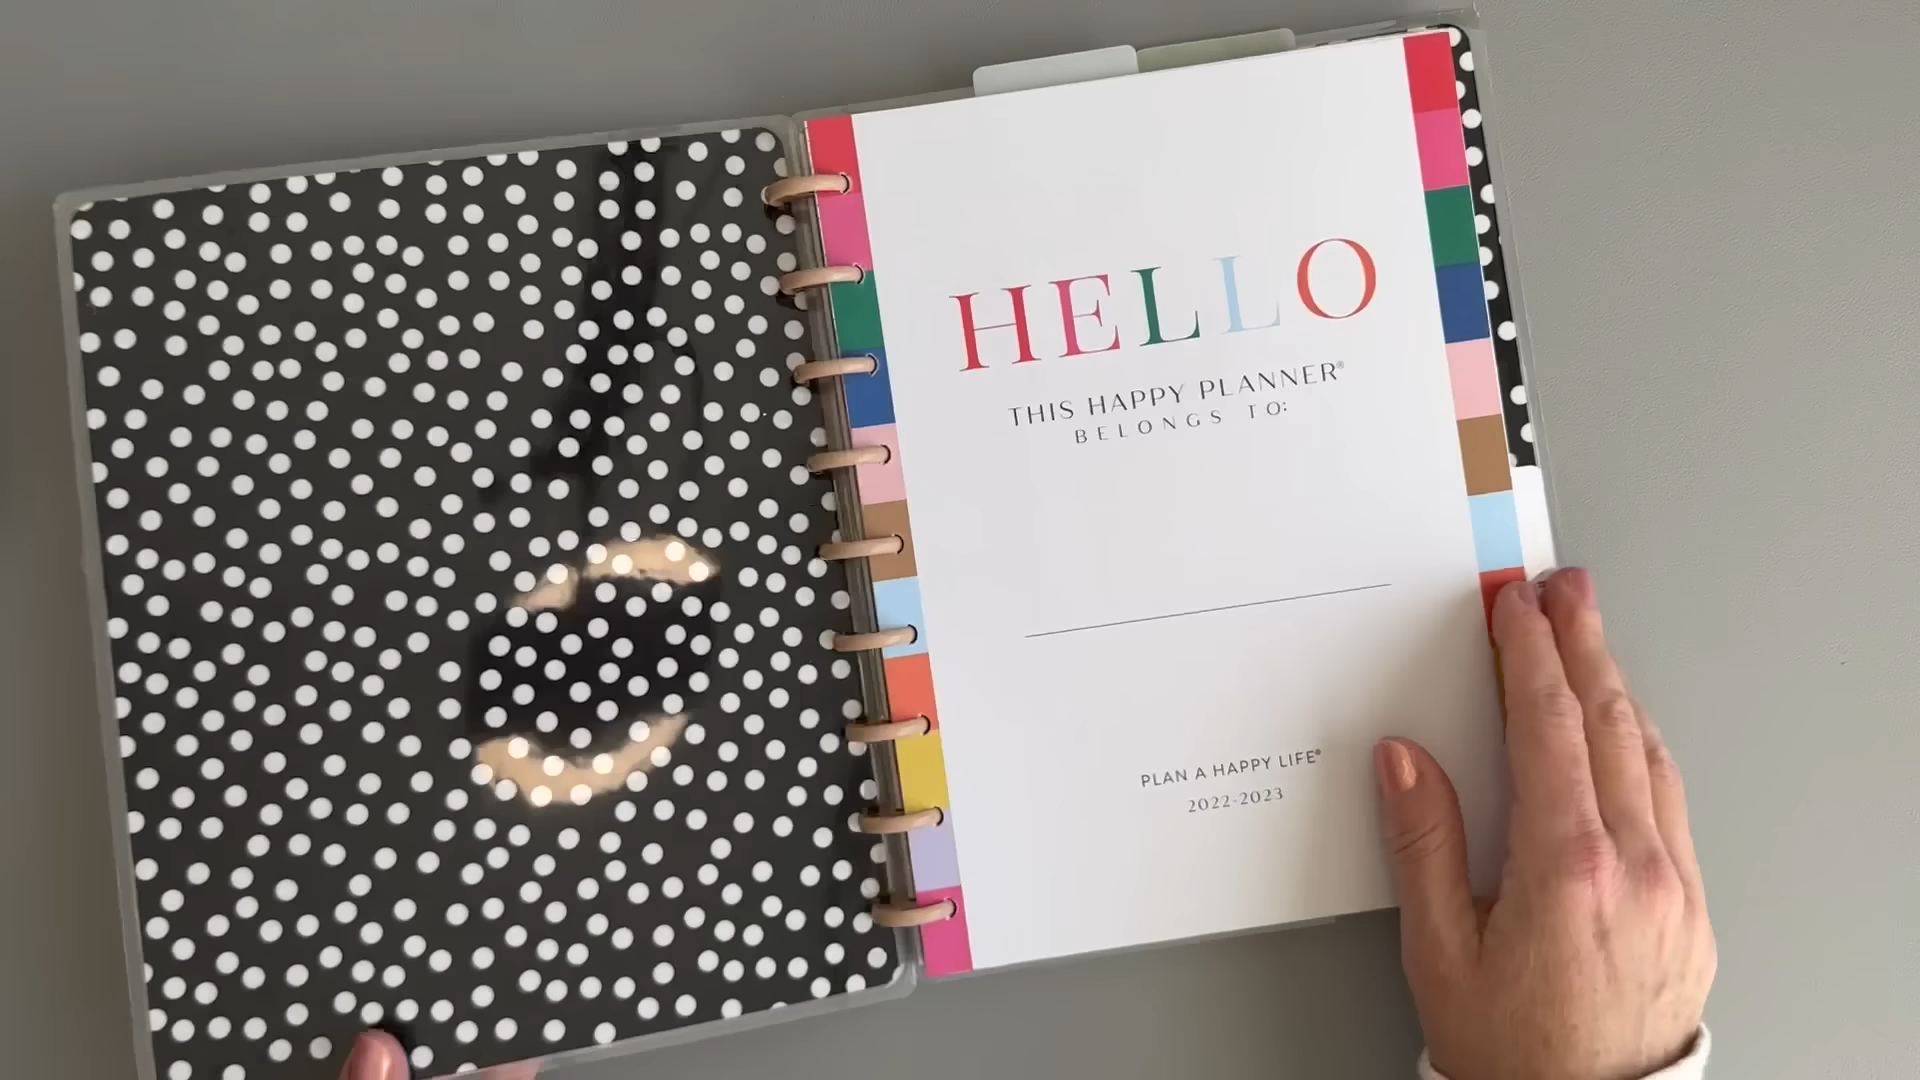 HELLO
THIS HAPPY PLANNER®
BELONGS TO:
PLAN A HAPPY LIFE®
2022-2023